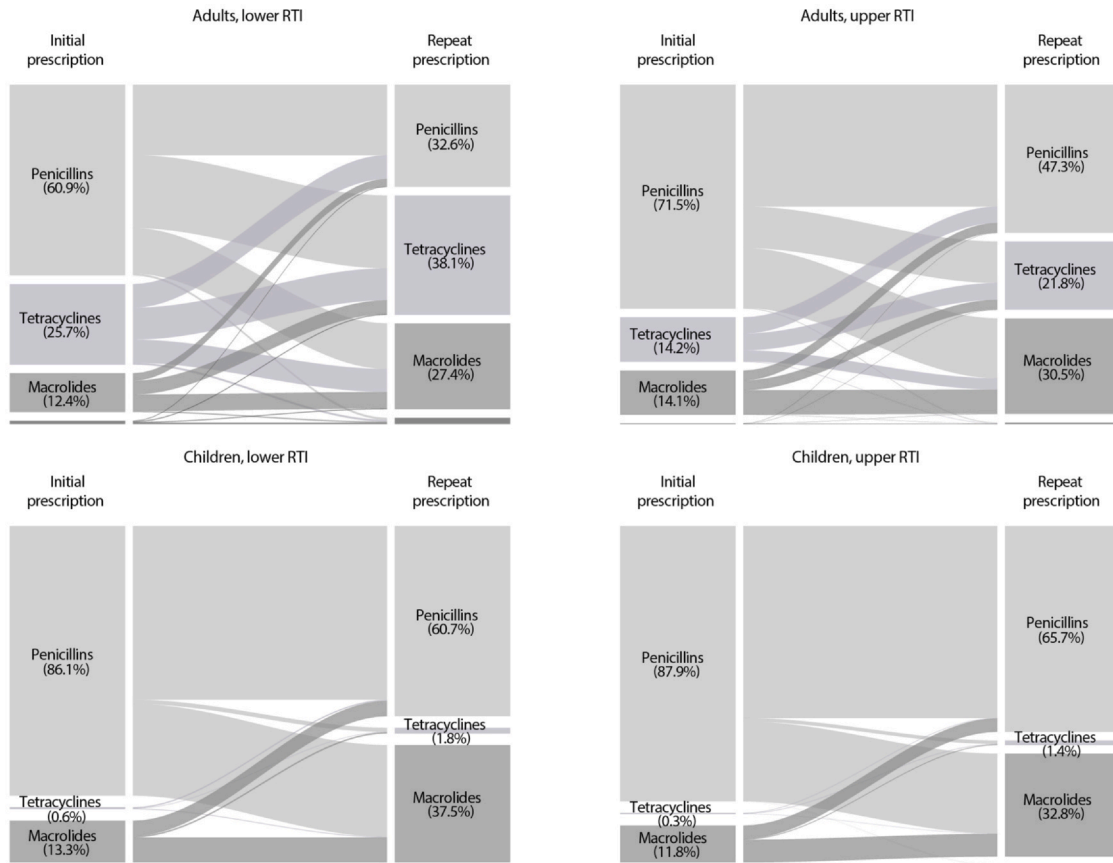 Adults, lower RTI
Initial
prescription
Repeat
prescription
Penicillins
(60.9%)
Tetracyclines
(25.7%)
Macrolides
(12.4%)
Penicillins
(32.6%)
Tetracyclines
(38.1%)
Macrolides
(27.4%)
Adults, upper RTI
Initial
prescription
Repeat
prescription
Penicillins
(71.5%)
Tetracyclines
(14.2%)
Macrolides
(14.1%)
Penicillins
(47.3%)
Tetracyclines
(21.8%)
Macrolides
(30.5%)
Children, lower RTI
Initial
prescription
Repeat
prescription
Penicillins
(86.1%)
Tetracyclines
(0.6%)
Macrolides
(13.3%)
Penicillins
(60.7%)
Tetracyclines
(1.8%)
Macrolides
(37.5%)
Children, upper RTI
Initial
prescription
Repeat
prescription
Penicillins
(87.9%)
Tetracyclines
(0.3%)
Macrolides
(11.8%)
Penicillins
(65.7%)
Tetracyclines
(1.4%)
Macrolides
(32.8%)